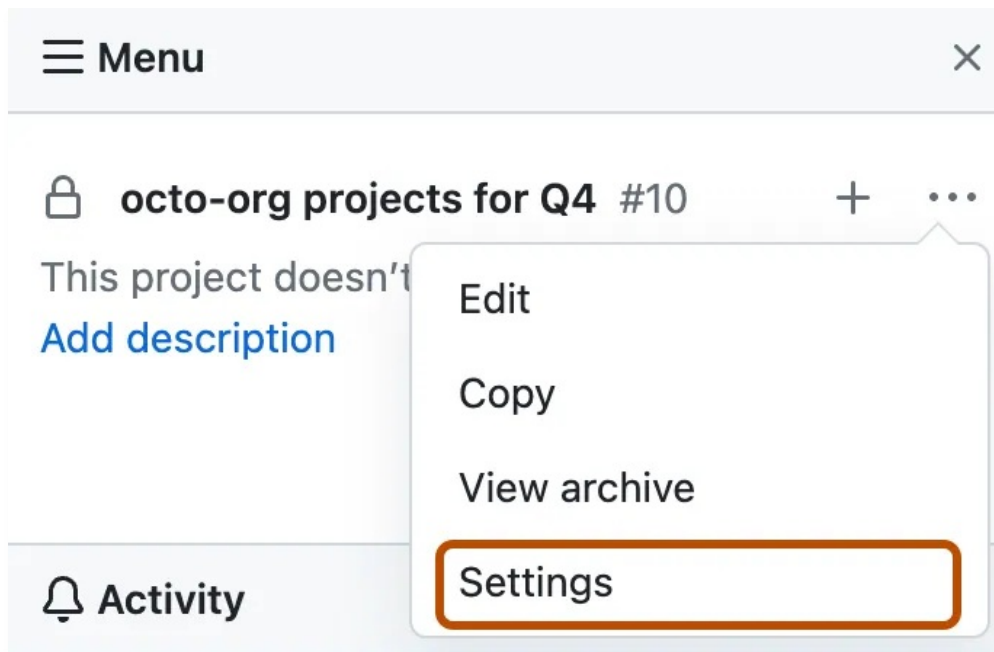 Menu
octo-org projects for Q4 #10
This project doesn't
Add description
Edit
Copy
View archive
Settings
Activity